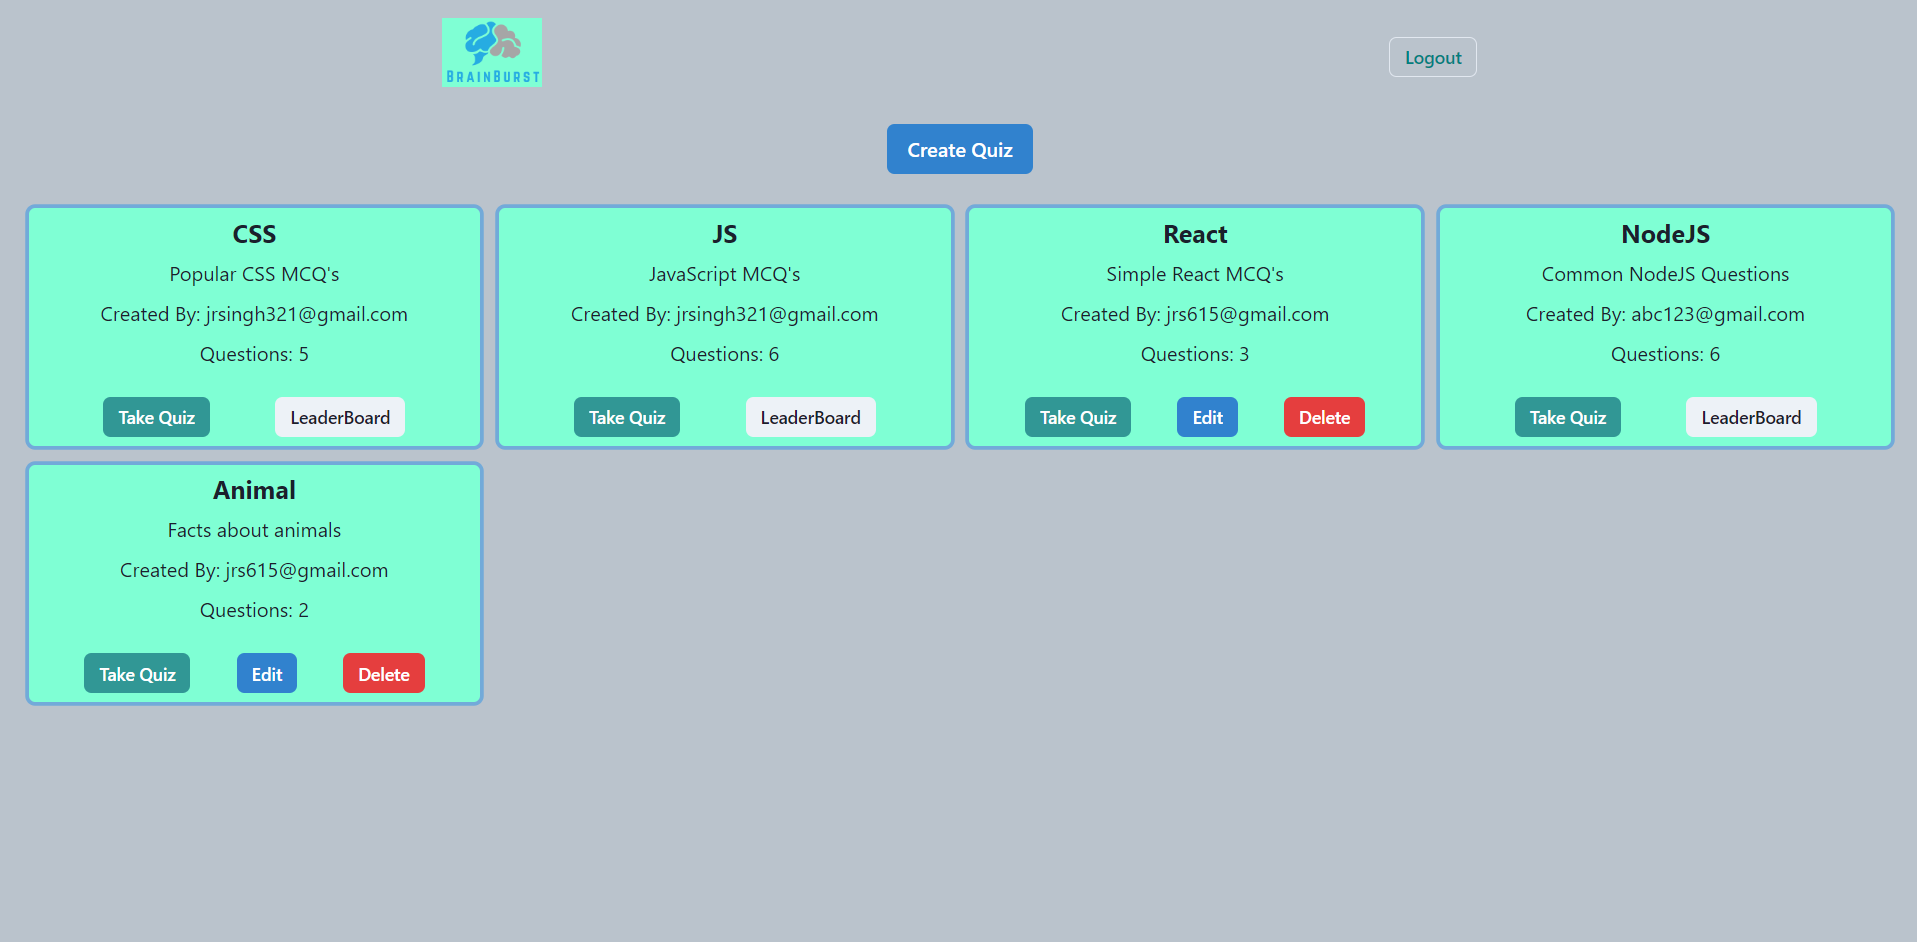 BRAINBURST
Logout
Create Quiz
CSS
Popular CSS MCQ's
Created By: jrsingh321@gmail.com
Questions: 5
Take Quiz LeaderBoard
JS
JavaScript MCQ's
Created By: jrsingh321@gmail.com
Questions: 6
Take Quiz LeaderBoard
React
Simple React MCQ's
Created By: jrs615@gmail.com
Questions: 3
Take Quiz Edit Delete
NodeJS
Common NodeJS Questions
Created By: abc123@gmail.com
Questions: 6
Take Quiz LeaderBoard
Animal
Facts about animals
Created By: jrs615@gmail.com
Questions: 2
Take Quiz Edit Delete